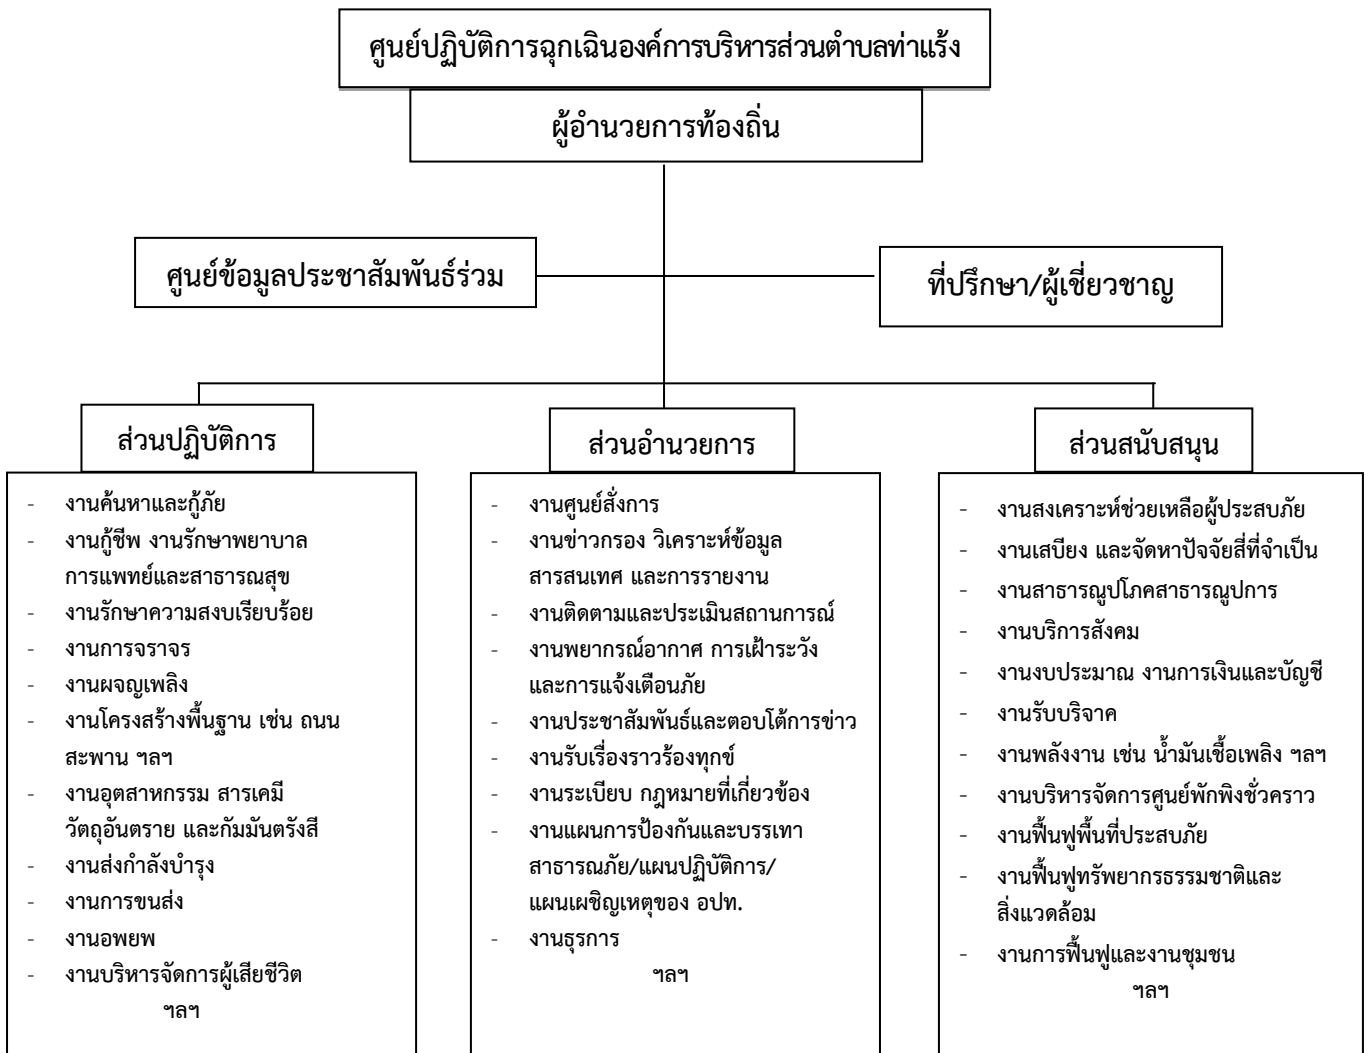 ศูนย์ปฏิบัติการฉุกเฉินองค์การบริหารส่วนตำบลท่าแร้ง
ผู้อำนวยการท้องถิ่น
ศูนย์ข้อมูลประชาสัมพันธ์ร่วม
ที่ปรึกษา/ผู้เชี่ยวชาญ
ส่วนปฏิบัติการ
- งานค้นหาและกู้ภัย
- งานกู้ชีพ งานรักษาพยาบาล
การแพทย์และสาธารณสุข
- งานรักษาความสงบเรียบร้อย
- งานการจราจร
- งานผจญเพลิง
- งานโครงสร้างพื้นฐาน เช่น ถนน
สะพาน ฯลฯ
- งานอุตสาหกรรม สารเคมี
วัตถุอันตราย และกัมมันตรังสี
- งานส่งกำลังบำรุง
- งานการขนส่ง
- งานอพยพ
- งานบริหารจัดการผู้เสียชีวิต
ฯลฯ
ส่วนอำนวยการ
- งานศูนย์สั่งการ
- งานข่าวกรอง วิเคราะห์ข้อมูล
สารสนเทศ และการรายงาน
- งานติดตามและประเมินสถานการณ์
- งานพยากรณ์อากาศ การเฝ้าระวัง
และการแจ้งเตือนภัย
- งานประชาสัมพันธ์และตอบโต้การข่าว
- งานรับเรื่องราวร้องทุกข์
- งานระเบียบ กฎหมายที่เกี่ยวข้อง
- งานแผนการป้องกันและบรรเทา
สาธารณภัย/แผนปฏิบัติการ/
แผนเผชิญเหตุของ อปท.
- งานธุรการ
ฯลฯ
ส่วนสนับสนุน
- งานสงเคราะห์ช่วยเหลือผู้ประสบภัย
- งานเสบียง และจัดหาปัจจัยสี่ที่จำเป็น
- งานสาธารณูปโภคสาธารณูปการ
- งานบริการสังคม
- งานงบประมาณ งานการเงินและบัญชี
- งานรับบริจาค
- งานพลังงาน เช่น น้ำมันเชื้อเพลิง ฯลฯ
- งานบริหารจัดการศูนย์พักพิงชั่วคราว
- งานฟื้นฟูพื้นที่ประสบภัย
- งานฟื้นฟูทรัพยากรธรรมชาติและ
สิ่งแวดล้อม
- งานการฟื้นฟูและงานชุมชน
ฯลฯ